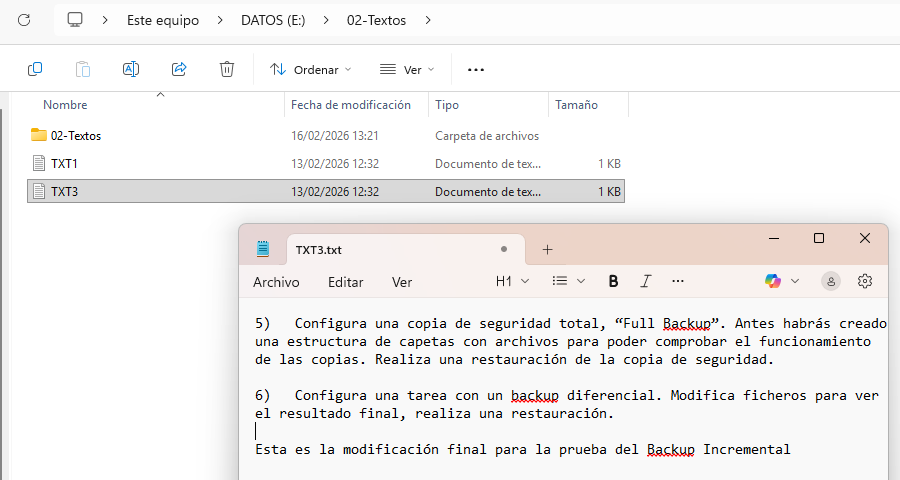 Este equipo > DATOS (E:) > 02-Textos >
Ordenar Ver ...
Nombre Fecha de modificación Tipo Tamaño
02-Textos 16/02/2026 13:21 Carpeta de archivos
TXT1 13/02/2026 12:32 Documento de tex... 1 KB
TXT3 13/02/2026 12:32 Documento de tex... 1 KB
TXT3.txt
Archivo Editar Ver H1 B I ...
5) Configura una copia de seguridad total, “Full Backup”. Antes habrás creado
una estructura de capetas con archivos para poder comprobar el funcionamiento
de las copias. Realiza una restauración de la copia de seguridad.
6) Configura una tarea con un backup diferencial. Modifica ficheros para ver
el resultado final, realiza una restauración.
Esta es la modificación final para la prueba del Backup Incremental